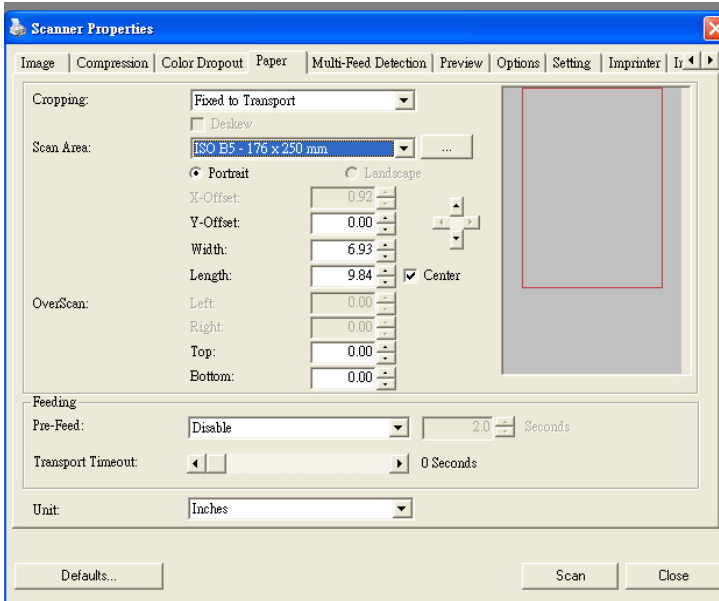 Scanner Properties
Image Compression Color Dropout Paper Multi-Feed Detection Preview Options Setting Imprinter
Cropping: Fixed to Transport
Deskew
Scan Area: ISO B5 - 176 x 250 mm ...
Portrait Landscape
X-Offset: 0.92
Y-Offset: 0.00
Width: 6.93
Length: 9.84 Center
OverScan: Left: 0.00
Right: 0.00
Top: 0.00
Bottom: 0.00
Feeding
Pre-Feed: Disable 2.0 Seconds
Transport Timeout: 0 Seconds
Unit: Inches
Defaults... Scan Close